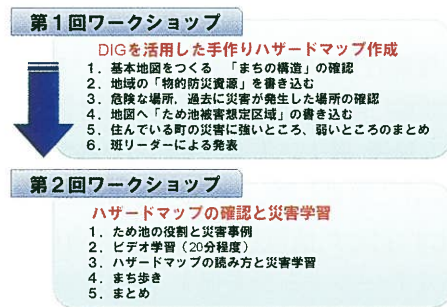 第1回ワークショップ
DIGを活用した手作りハザードマップ作成
1．基本地図をつくる　「まちの構造」の確認
2．地域の「物的防災資源」を書き込む
3．危険な場所、過去に災害が発生した場所の確認
4．地図へ「ため池被害想定区域」の書き込む
5．住んでいる町の災害に強いところ、弱いところのまとめ
6．班リーダーによる発表
第2回ワークショップ
ハザードマップの確認と災害学習
1．ため池の役割と災害事例
2．ビデオ学習（20分程度）
3．ハザードマップの読み方と災害学習
4．まち歩き
5．まとめ